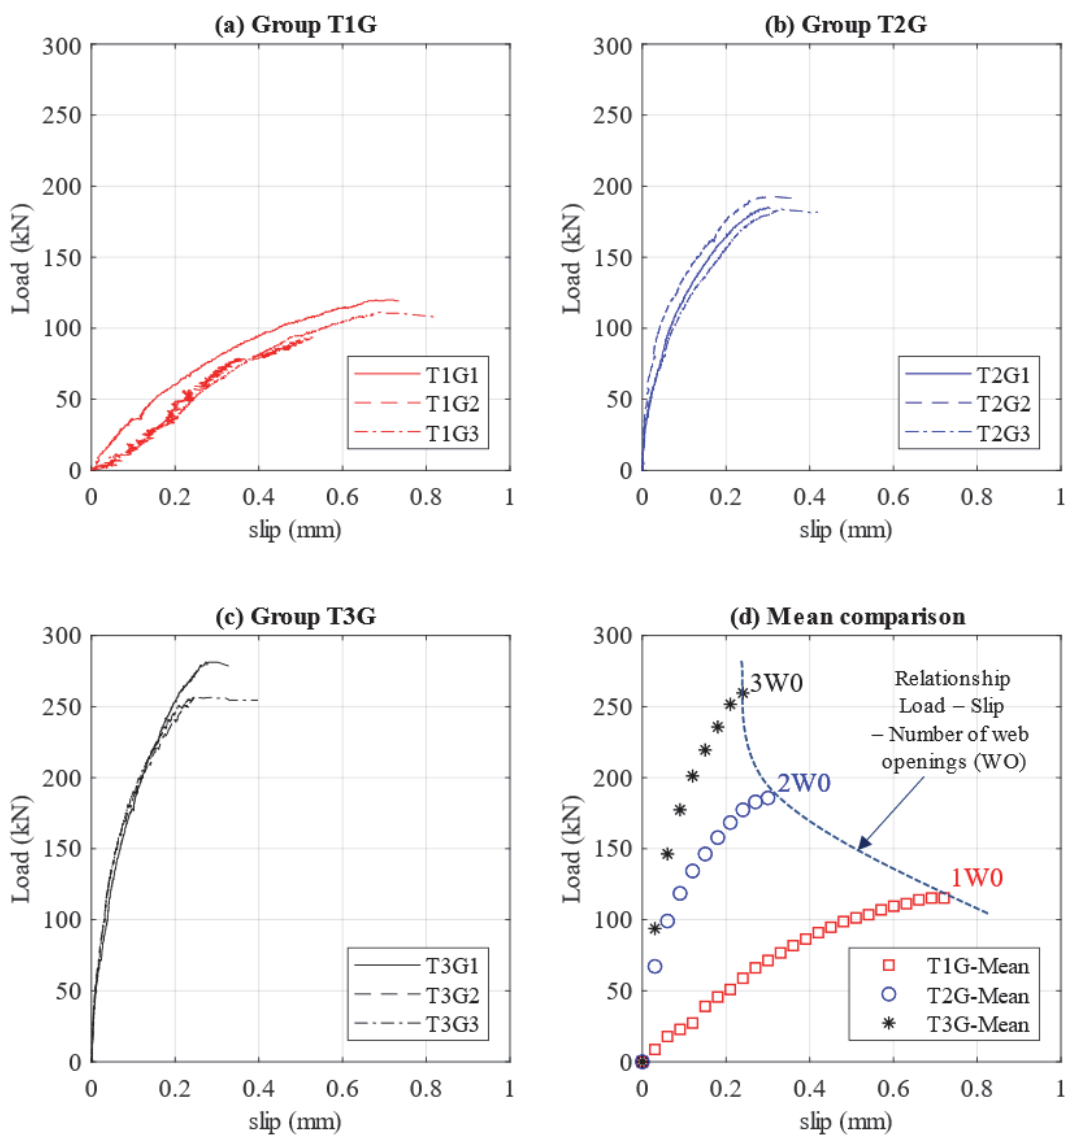 (a) Group T1G
300
250
200
150
100
50
0
Load (kN)
0 0.2 0.4 0.6 0.8 1
slip (mm)
T1G1
T1G2
T1G3
(b) Group T2G
300
250
200
150
100
50
0
Load (kN)
0 0.2 0.4 0.6 0.8 1
slip (mm)
T2G1
T2G2
T2G3
(c) Group T3G
300
250
200
150
100
50
0
Load (kN)
0 0.2 0.4 0.6 0.8 1
slip (mm)
T3G1
T3G2
T3G3
(d) Mean comparison
300
250
200
150
100
50
0
Load (kN)
0 0.2 0.4 0.6 0.8 1
slip (mm)
3W0
2W0
1W0
Relationship
Load – Slip
– Number of web
openings (WO)
T1G-Mean
T2G-Mean
T3G-Mean